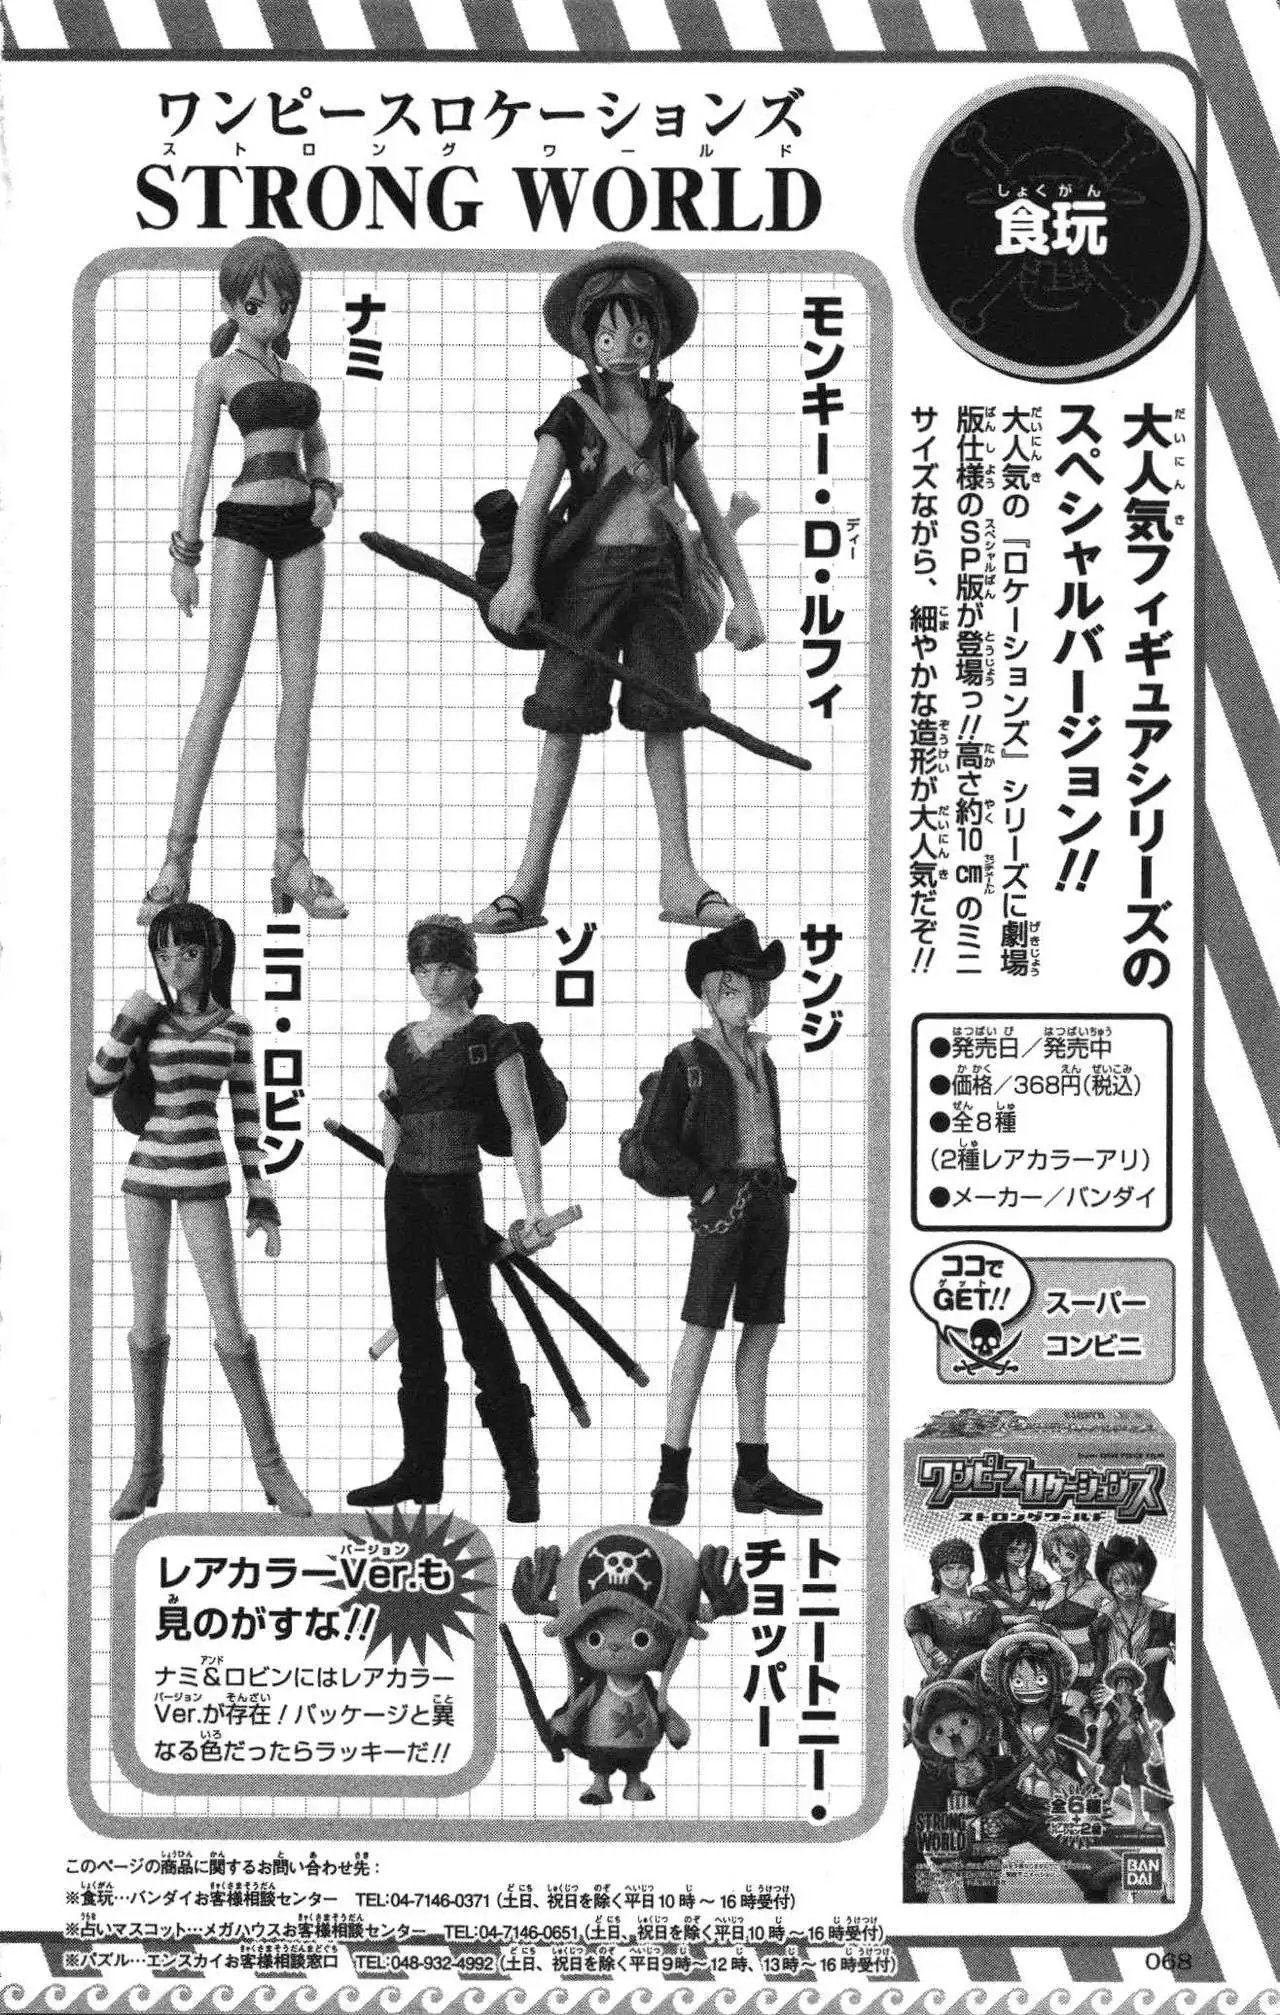 ワンピースロケーションズ
ストロングワールド
STRONG WORLD
しょくがん
食玩
大人気フィギュアシリーズの
スペシャルバージョン!!
大人気の『ロケーションズ』シリーズに劇場
版仕様のSP版が登場っ!!高さ約10cmのミニ
サイズながら、細やかな造形が大人気だぞ!!
ナミ
モンキー・D・ルフィ
ニコ・ロビン
ゾロ
サンジ
トニートニー・
チョッパー
●発売日／発売中
●価格／368円(税込)
●全8種
(2種レアカラーアリ)
●メーカー／バンダイ
ココで
GET!!
スーパー
コンビニ
レアカラーVer.も
見のがすな!!
ナミ&ロビンにはレアカラー
Ver.が存在！パッケージと異
なる色だったらラッキーだ!!
ワンピースロケーションズ
ストロングワールド
STRONG
WORLD
全6種
BAN
DAI
このページの商品に関するお問い合わせ先：
※食玩…バンダイお客様相談センター　TEL:04-7146-0371（土日、祝日を除く平日10時～16時受付）
※占いマスコット…メガハウスお客様相談センター　TEL:04-7146-0651（土日、祝日を除く平日10時～16時受付）
※パズル…エンスカイお客様相談窓口　TEL:048-932-4992（土日、祝日を除く平日9時～12時、13時～16時受付）
068